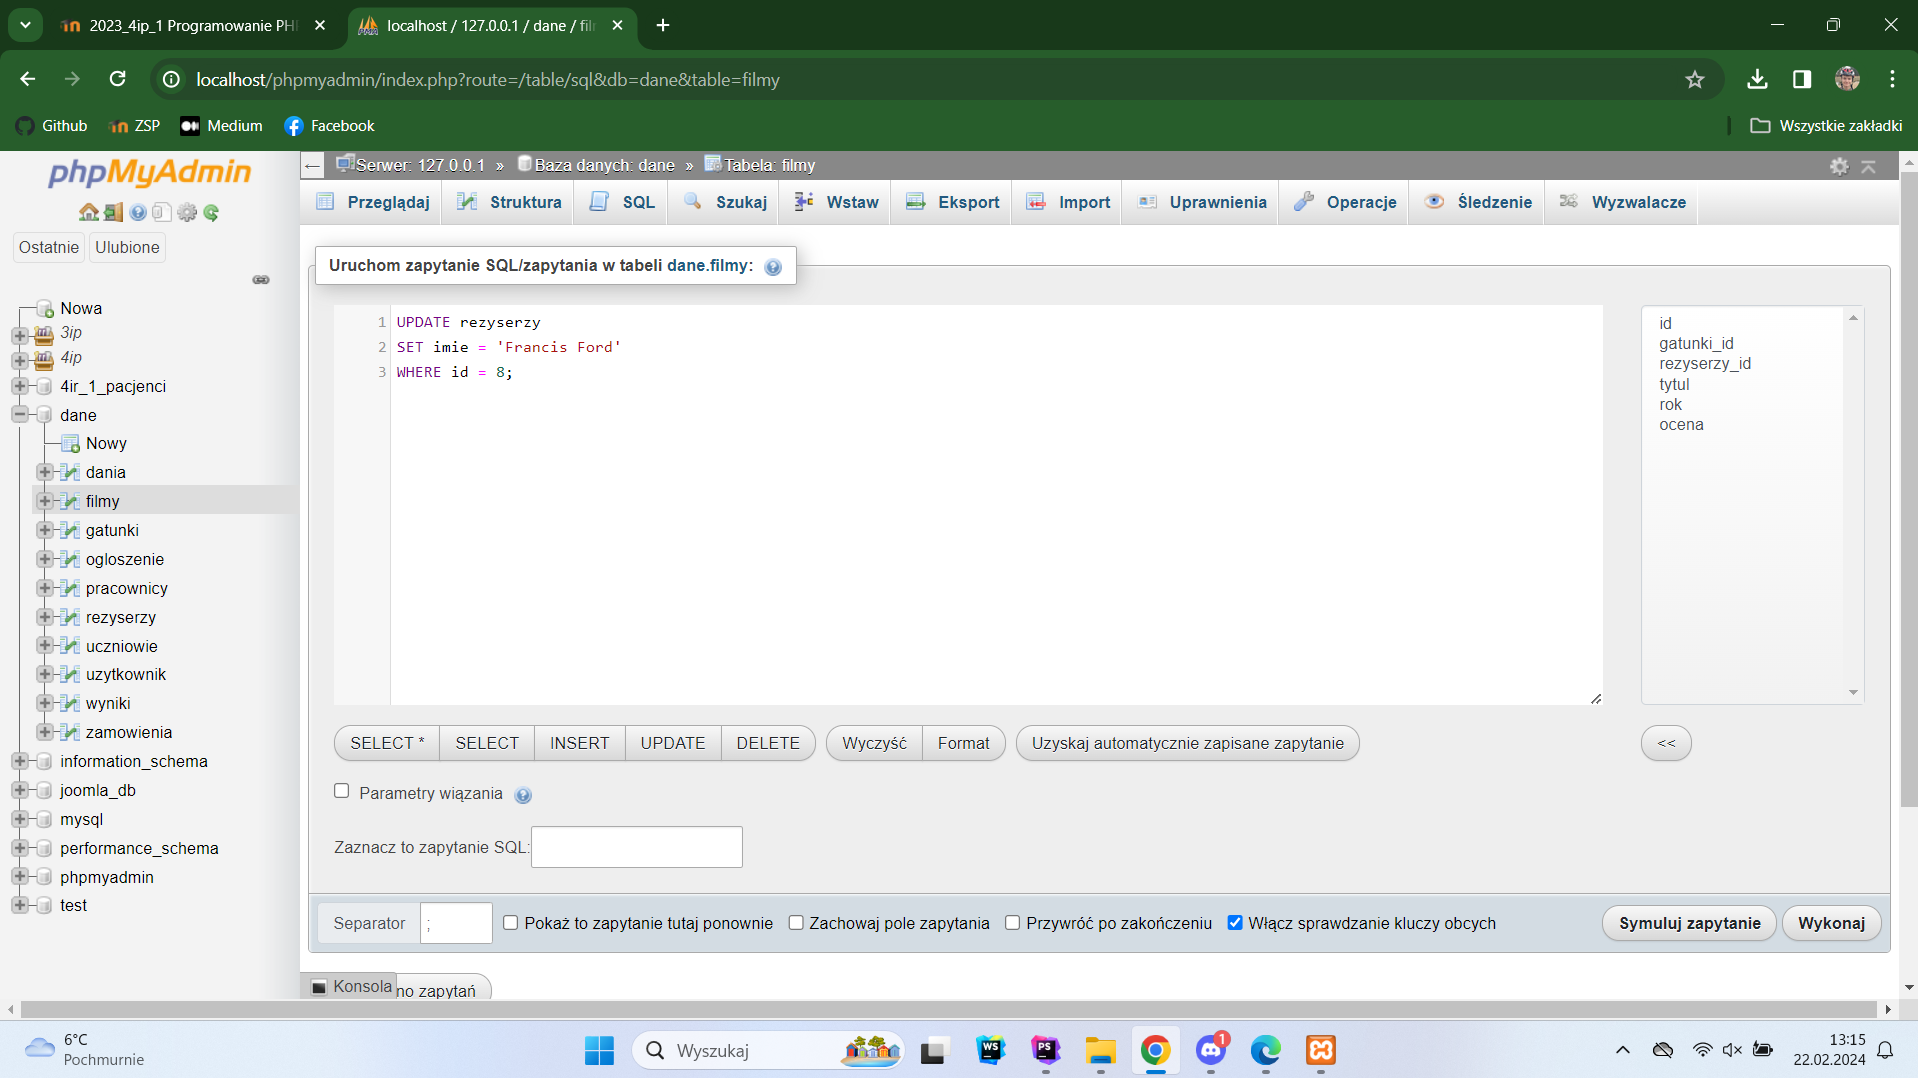 2023_4ip_1 Programowanie PH
localhost / 127.0.0.1 / dane / fil
localhost/phpmyadmin/index.php?route=/table/sql&db=dane&table=filmy
Github
ZSP
Medium
Facebook
Wszystkie zakładki
phpMyAdmin
Ostatnie
Ulubione
Nowa
3ip
4ip
4ir_1_pacjenci
dane
Nowy
dania
filmy
gatunki
ogloszenie
pracownicy
rezyserzy
uczniowie
uzytkownik
wyniki
zamowienia
information_schema
joomla_db
mysql
performance_schema
phpmyadmin
test
Serwer: 127.0.0.1 » Baza danych: dane » Tabela: filmy
Przeglądaj
Struktura
SQL
Szukaj
Wstaw
Eksport
Import
Uprawnienia
Operacje
Śledzenie
Wyzwalacze
Uruchom zapytanie SQL/zapytania w tabeli dane.filmy:
1 UPDATE rezyserzy
2 SET imie = 'Francis Ford'
3 WHERE id = 8;
id
gatunki_id
rezyserzy_id
tytul
rok
ocena
SELECT *
SELECT
INSERT
UPDATE
DELETE
Wyczyść
Format
Uzyskaj automatycznie zapisane zapytanie
<<
Parametry wiązania
Zaznacz to zapytanie SQL:
Separator
;
Pokaż to zapytanie tutaj ponownie
Zachowaj pole zapytania
Przywróć po zakończeniu
Włącz sprawdzanie kluczy obcych
Symuluj zapytanie
Wykonaj
Konsola
no zapytań
6°C
Pochmurnie
Wyszukaj
WS
PS
1
13:15
22.02.2024